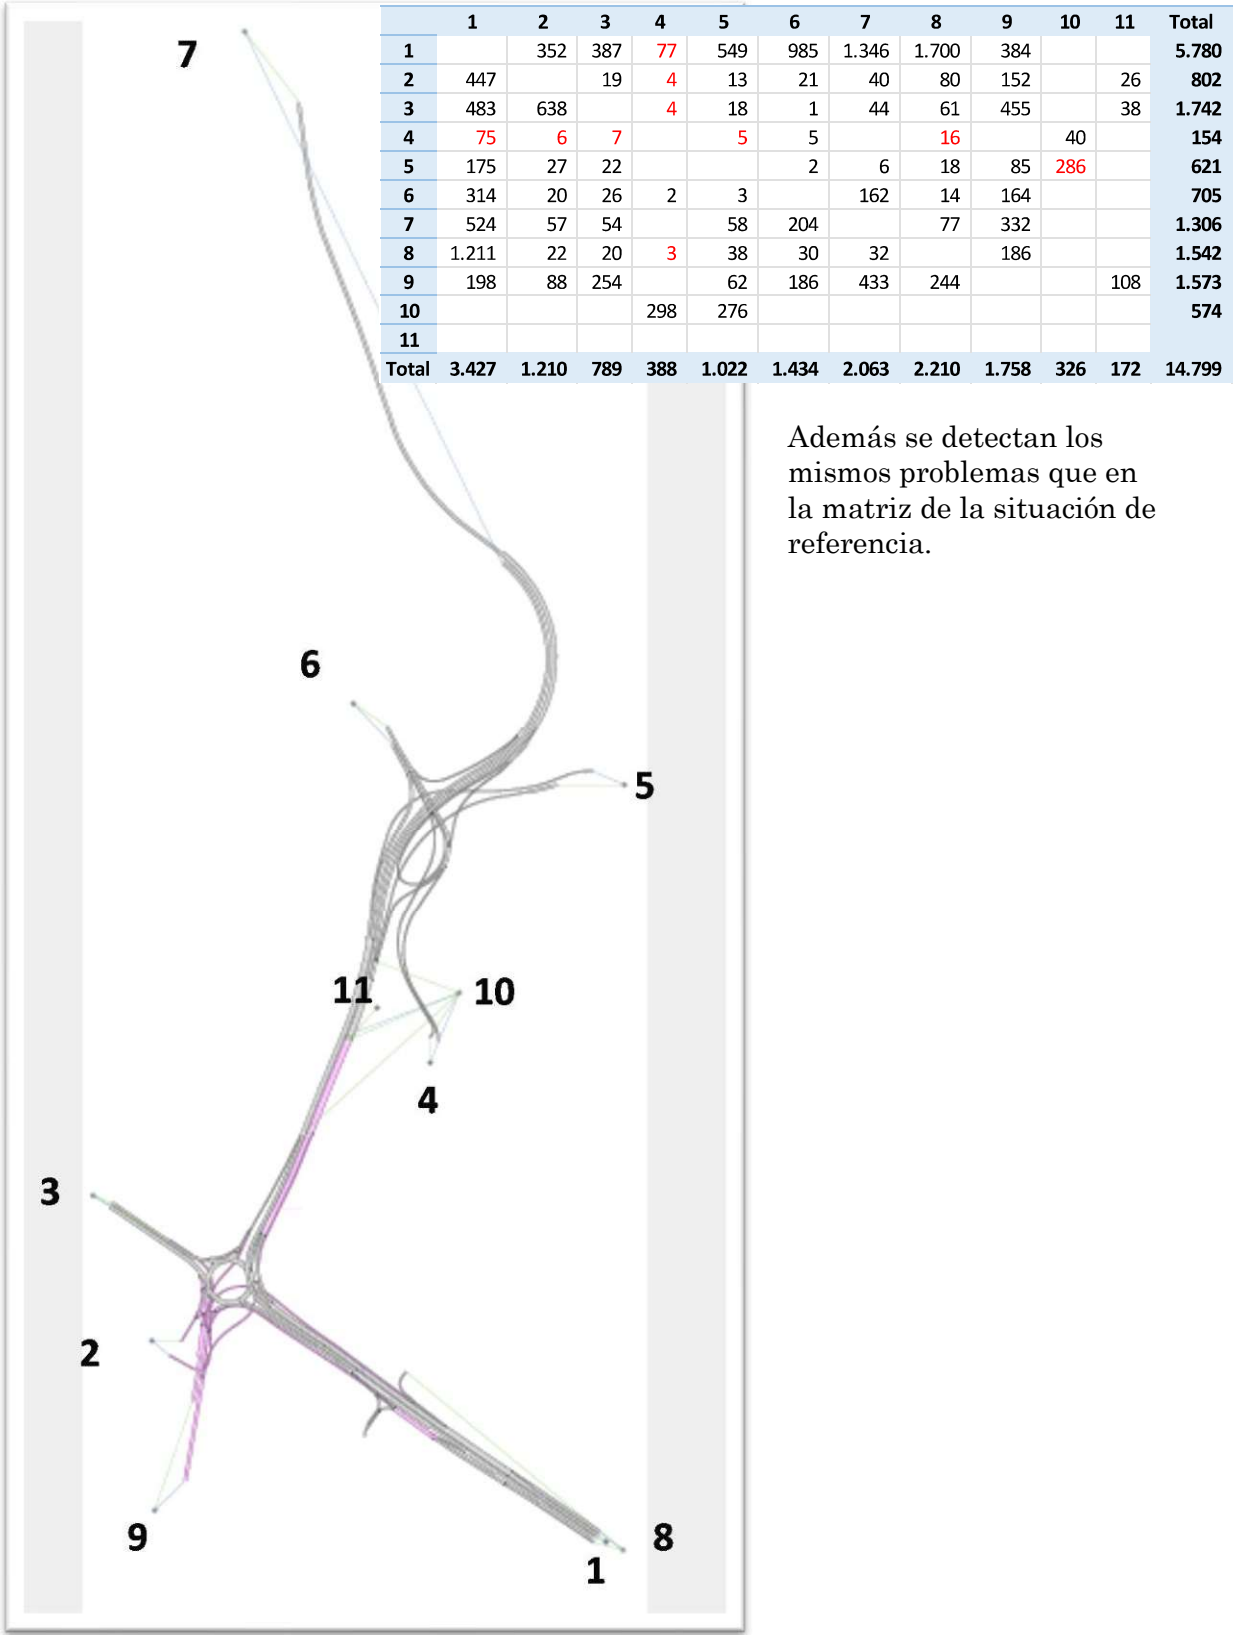 1 2 3 4 5 6 7 8 9 10 11 Total
1 352 387 77 549 985 1.346 1.700 384 5.780
2 447 19 4 13 21 40 80 152 26 802
3 483 638 4 18 1 44 61 455 38 1.742
4 75 6 7 5 5 16 40 154
5 175 27 22 2 6 18 85 286 621
6 314 20 26 2 3 162 14 164 705
7 524 57 54 58 204 77 332 1.306
8 1.211 22 20 3 38 30 32 186 1.542
9 198 88 254 62 186 433 244 108 1.573
10 298 276 574
11
Total 3.427 1.210 789 388 1.022 1.434 2.063 2.210 1.758 326 172 14.799
Además se detectan los
mismos problemas que en
la matriz de la situación de
referencia.
7
6
5
11
10
4
3
2
9
8
1